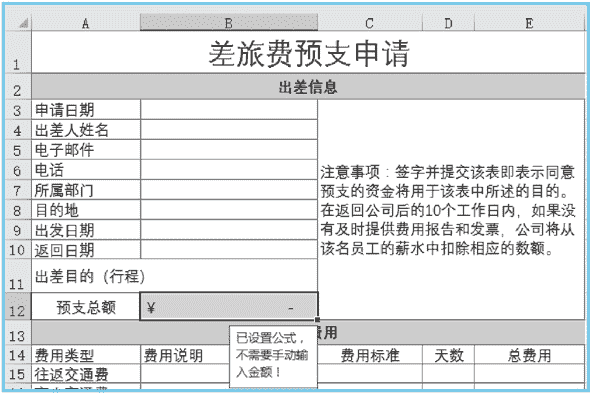 A B C D E
1 差旅费预支申请
2 出差信息
3 申请日期
4 出差人姓名
5 电子邮件
6 电话
7 所属部门
8 目的地
9 出发日期
10 返回日期
注意事项：签字并提交该表即表示同意
预支的资金将用于该表中所述的目的。
在返回公司后的10个工作日内，如果没
有及时提供费用报告和发票，公司将从
该名员工的薪水中扣除相应的数额。
11 出差目的（行程）
12 预支总额 ￥ -
已设置公式，
不需要手动输
入金额！
13 费用
14 费用类型 费用说明 费用标准 天数 总费用
15 往返交通费